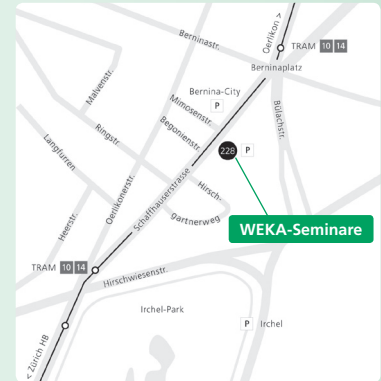 Oerlikon >
Berninastr.
TRAM 10 14
Berninaplatz
Malvenstr.
Bernina-City
P
Mimosenstr.
Bülachstr.
Ringstr.
Begonienstr.
Langfurren
228 P
Oerlikonerstr.
Schaffhauserstrasse
Hirsch-
gartnerweg
Heerstr.
WEKA-Seminare
TRAM 10 14
Hirschwiesenstr.
Irchel-Park
P Irchel
< Zürich HB